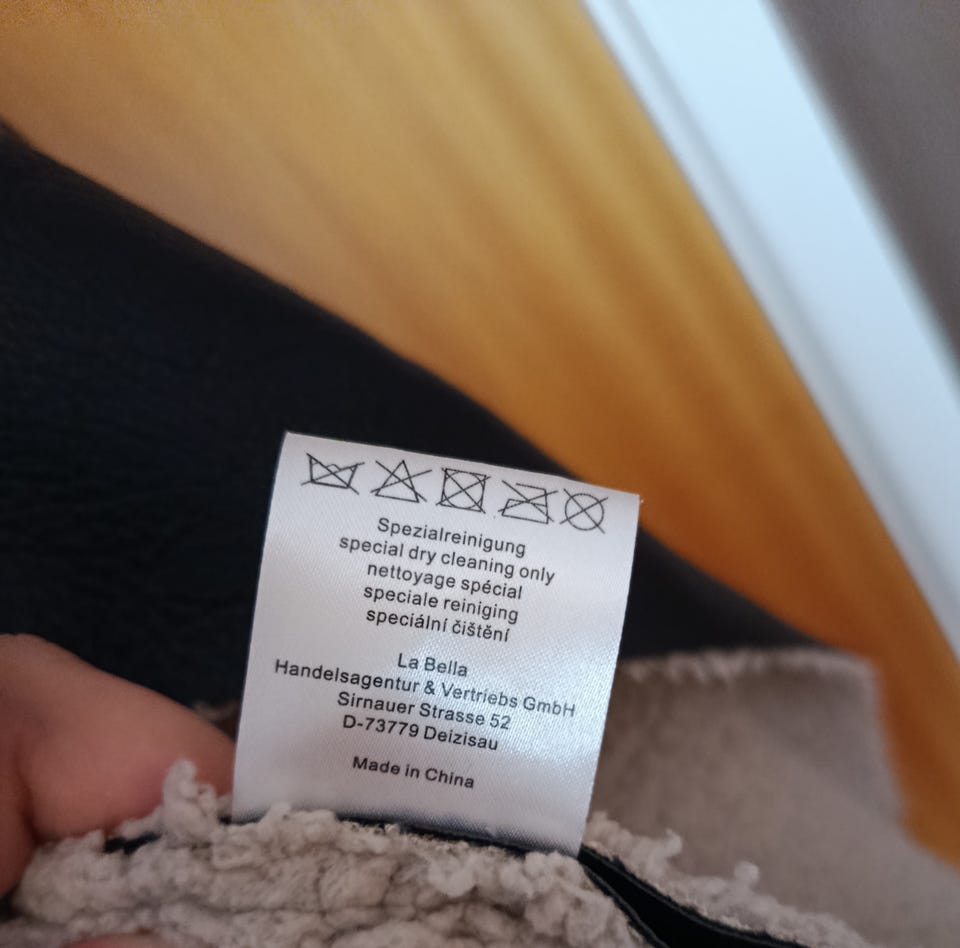 Spezialreinigung
special dry cleaning only
nettoyage spécial
speciale reiniging
speciální čištění
La Bella
Handelsagentur & Vertriebs GmbH
Sirnauer Strasse 52
D-73779 Deizisau
Made in China